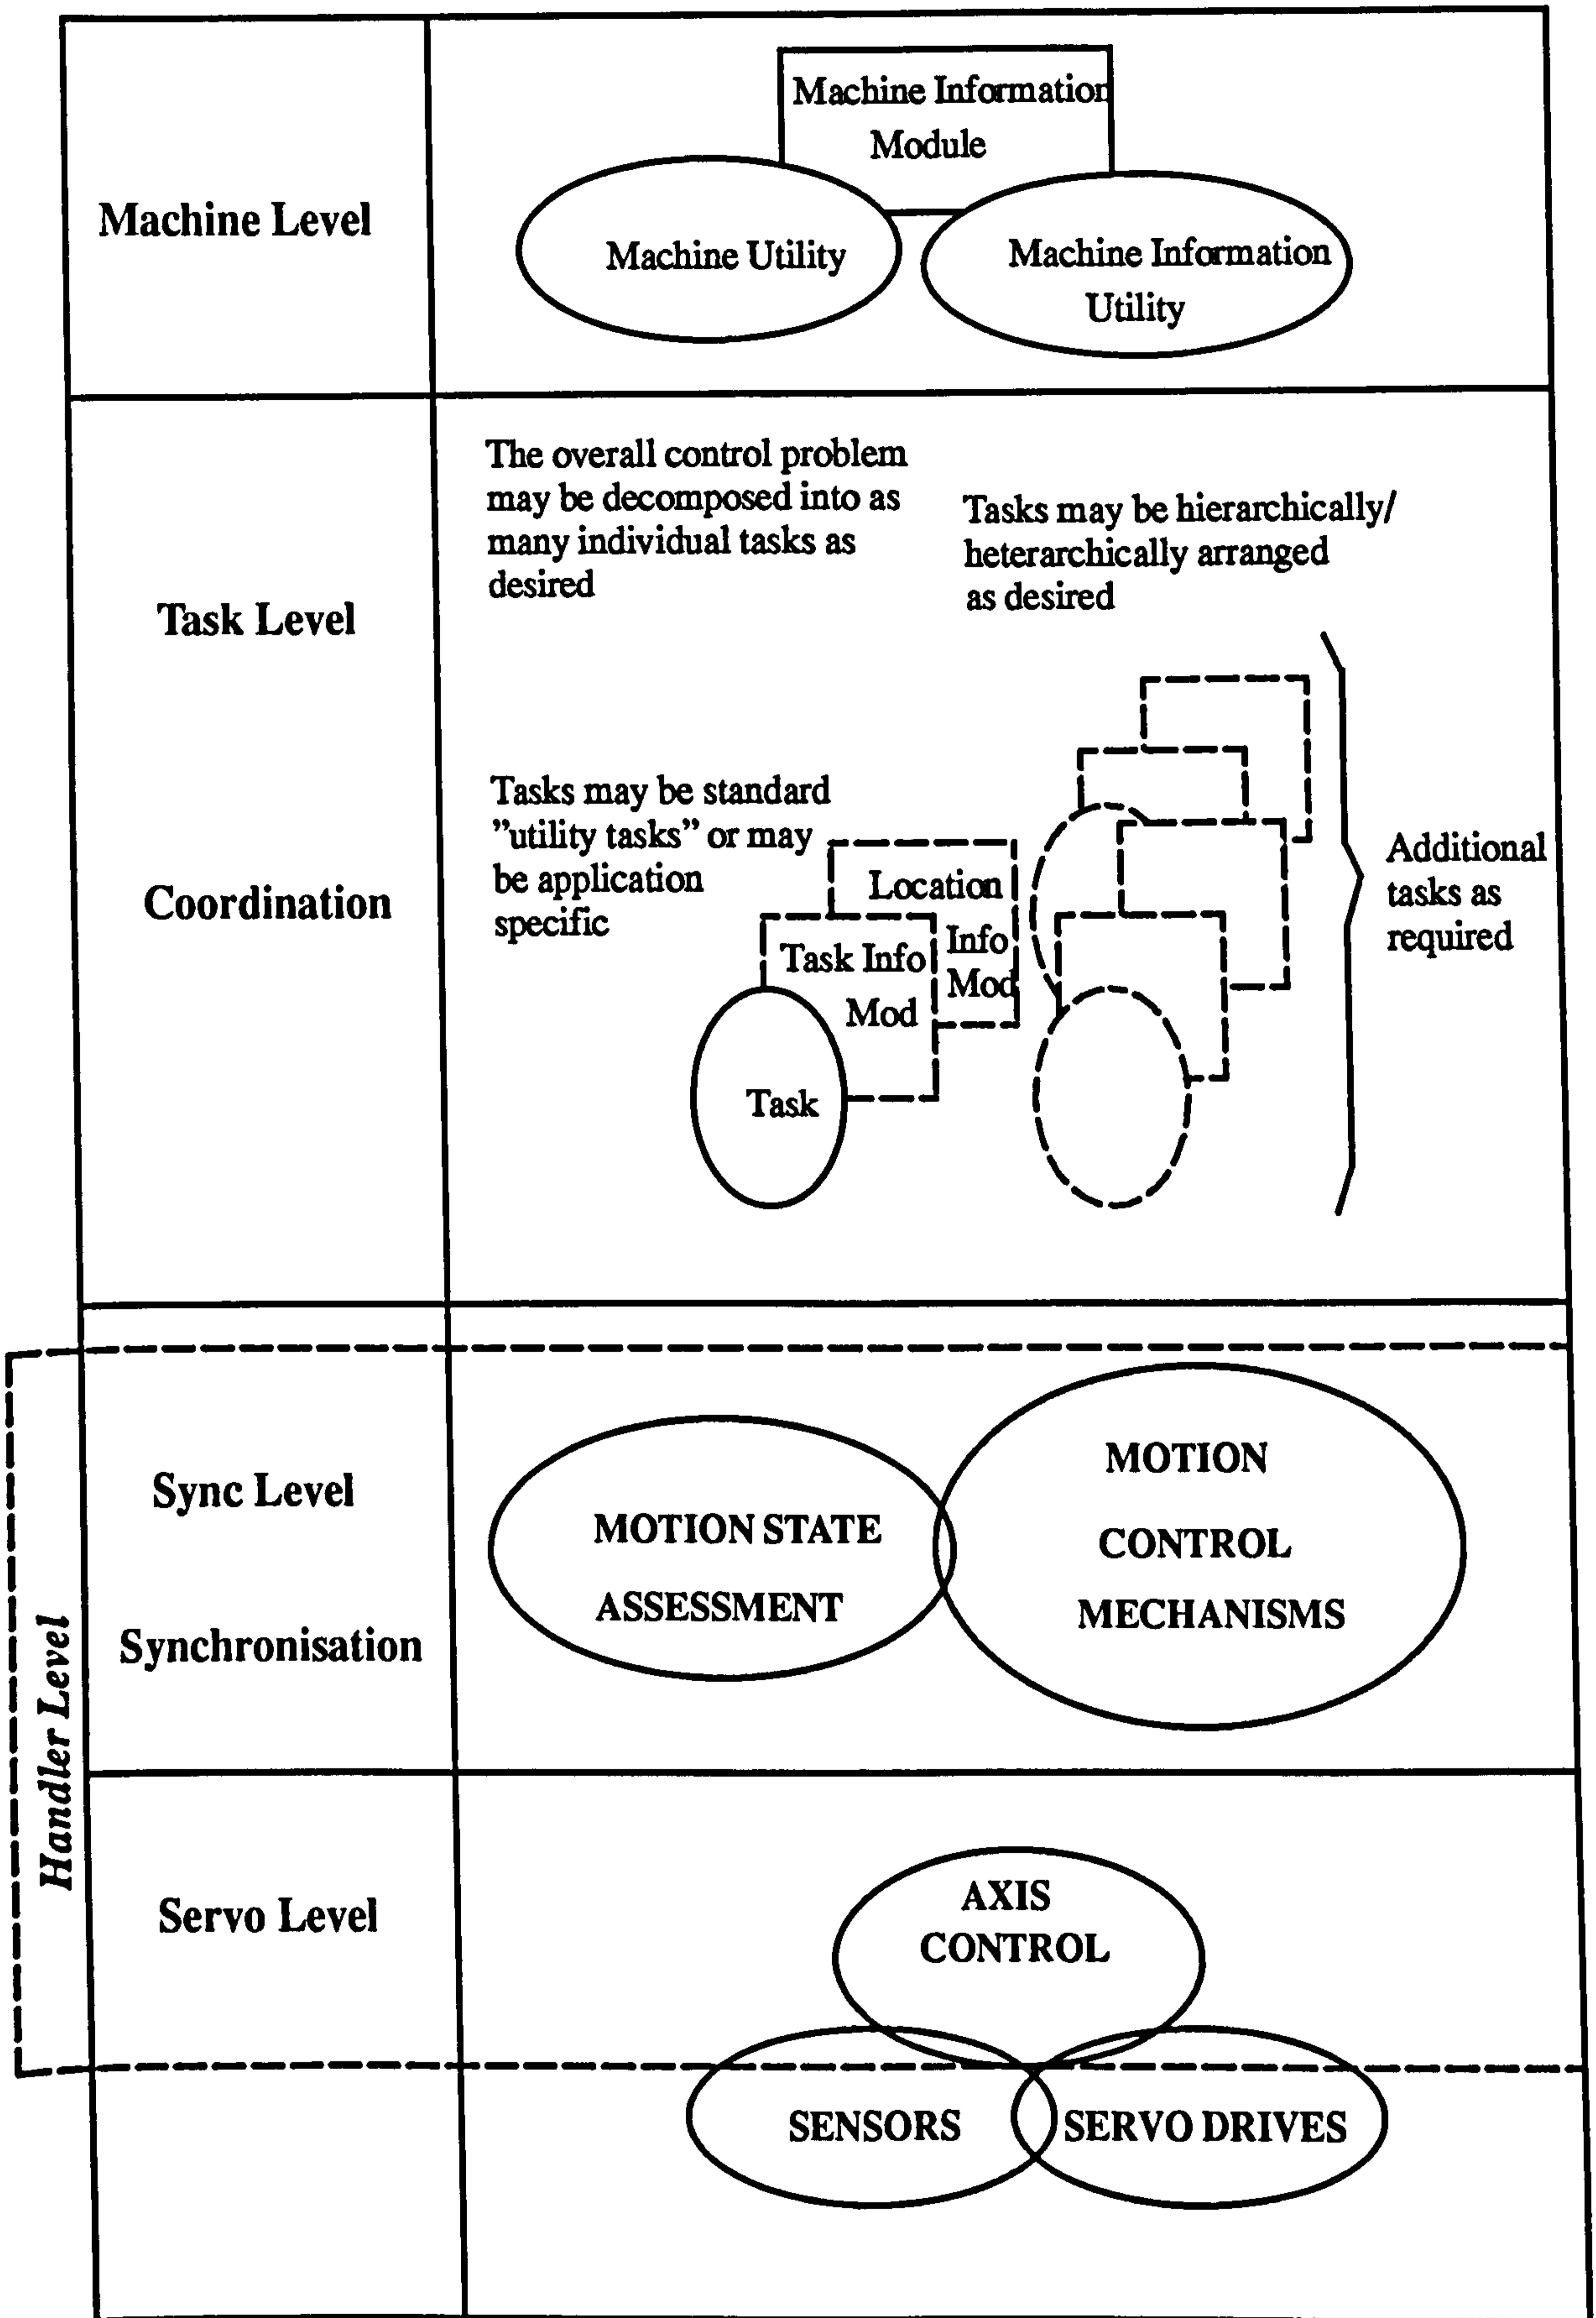 Machine Level
Machine Information
Module
Machine Utility
Machine Information
Utility
Task Level
Coordination
The overall control problem
may be decomposed into as
many individual tasks as
desired
Tasks may be hierarchically/
heterarchically arranged
as desired
Tasks may be standard
”utility tasks” or may
be application
specific
Location
Info
Mod
Task Info
Mod
Task
Additional
tasks as
required
Handler Level
Sync Level
Synchronisation
MOTION STATE
ASSESSMENT
MOTION
CONTROL
MECHANISMS
Servo Level
AXIS
CONTROL
SENSORS
SERVO DRIVES